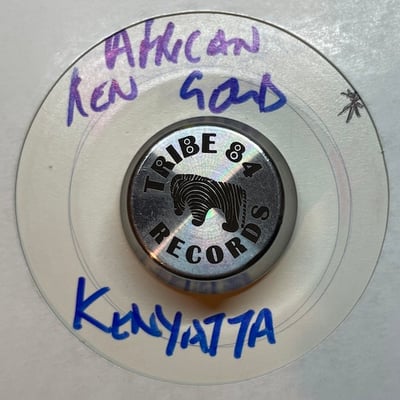 AFRICAN
KEN GOLD
TRIBE 84
RECORDS
KENYATTA